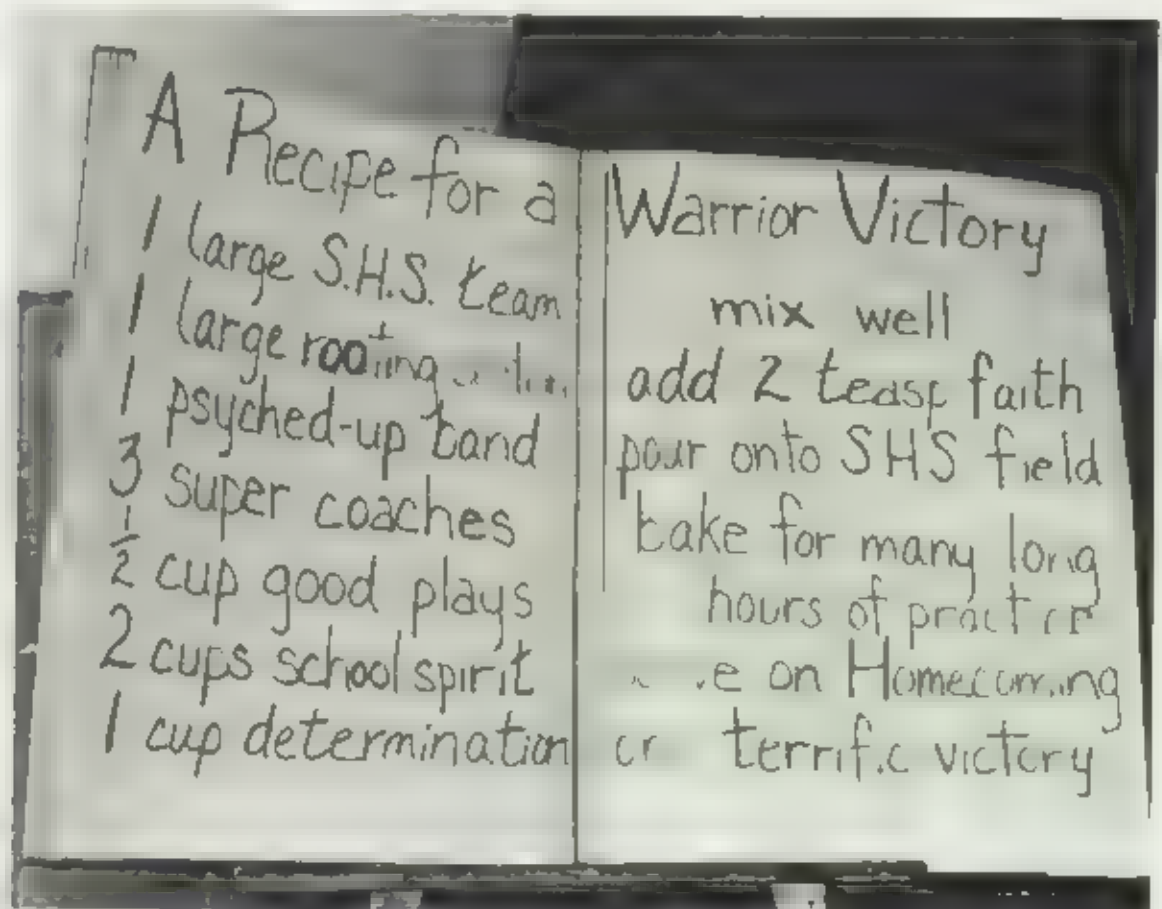 A Recipe for a
1 large S.H.S. team
1 large rooting
1 psyched-up band
3 super coaches
1/2 cup good plays
2 cups school spirit
1 cup determination
Warrior Victory
mix well
add 2 teasp faith
pour onto SHS field
bake for many long
hours of practice
on Homecoming
terrific victory